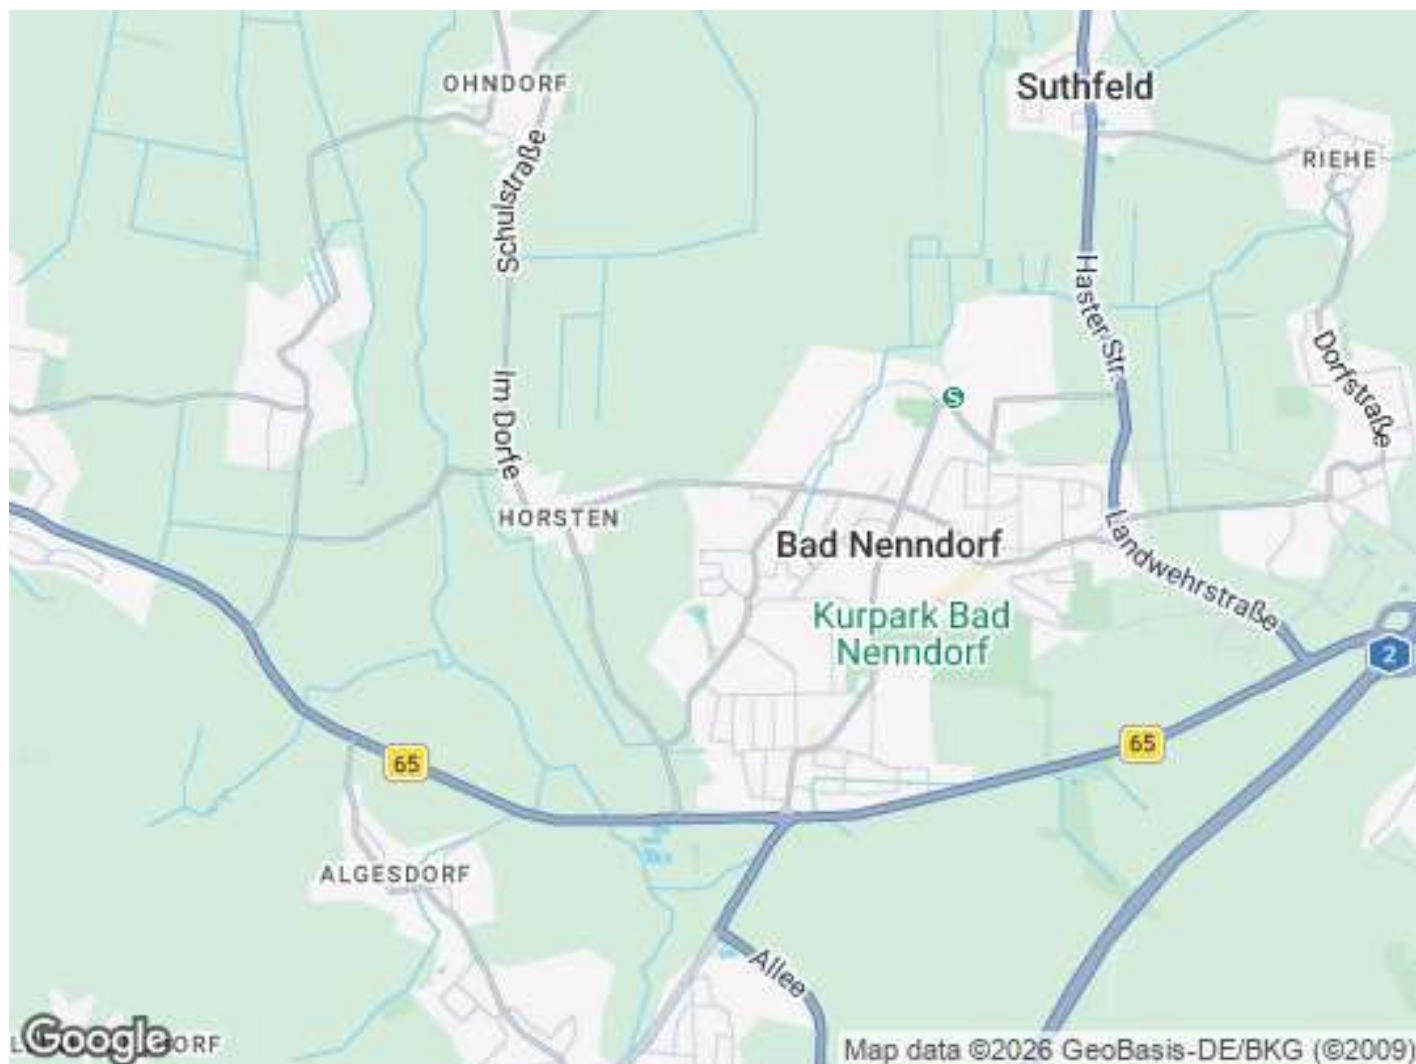 OHNDORF
Suthfeld
RIEHE
Schulstraße
Haster Str.
Dorfstraße
Im Dorfe
S
HORSTEN
Bad Nenndorf
Landwehrstraße
Kurpark Bad
Nenndorf
2
65
65
ALGESDORF
Allee
Google
Map data ©2026 GeoBasis-DE/BKG (©2009)